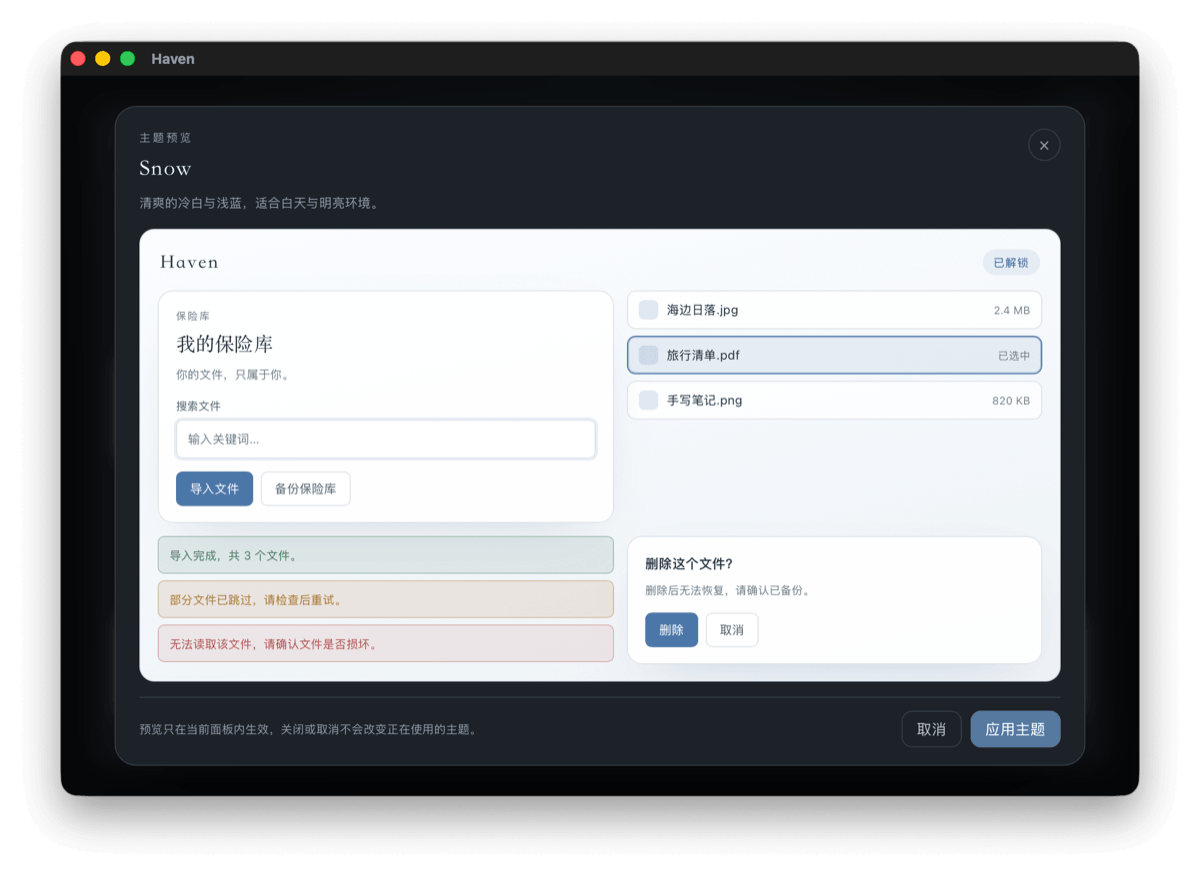 Haven
主题预览
Snow
清爽的冷白与浅蓝，适合白天与明亮环境。
Haven
已解锁
保险库
我的保险库
你的文件，只属于你。
搜索文件
输入关键词...
导入文件
备份保险库
海边日落.jpg
2.4 MB
旅行清单.pdf
已选中
手写笔记.png
820 KB
导入完成，共 3 个文件。
部分文件已跳过，请检查后重试。
无法读取该文件，请确认文件是否损坏。
删除这个文件?
删除后无法恢复，请确认已备份。
删除
取消
预览只在当前面板内生效，关闭或取消不会改变正在使用的主题。
取消
应用主题